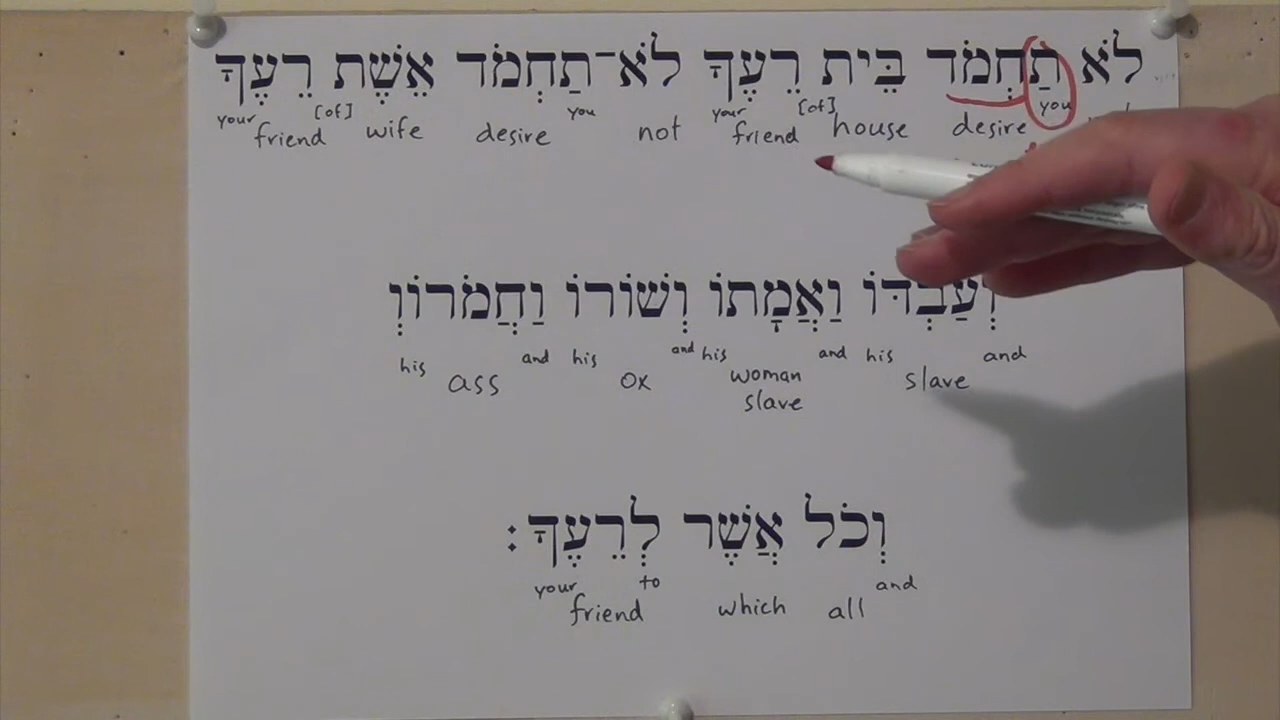 לֹא תַחְמֹד בֵּית רֵעֶךָ לֹא־תַחְמֹד אֵשֶׁת רֵעֶךָ
your [of] you your [of] you
friend wife desire not friend house desire
וְעַבְדּוֹ וַאֲמָתוֹ וְשׁוֹרוֹ וַחֲמֹרוֹוְ
his and his and his and his and
ass ox woman slave
slave
וְכֹל אֲשֶׁר לְרֵעֶךָ׃
your to and
friend which all